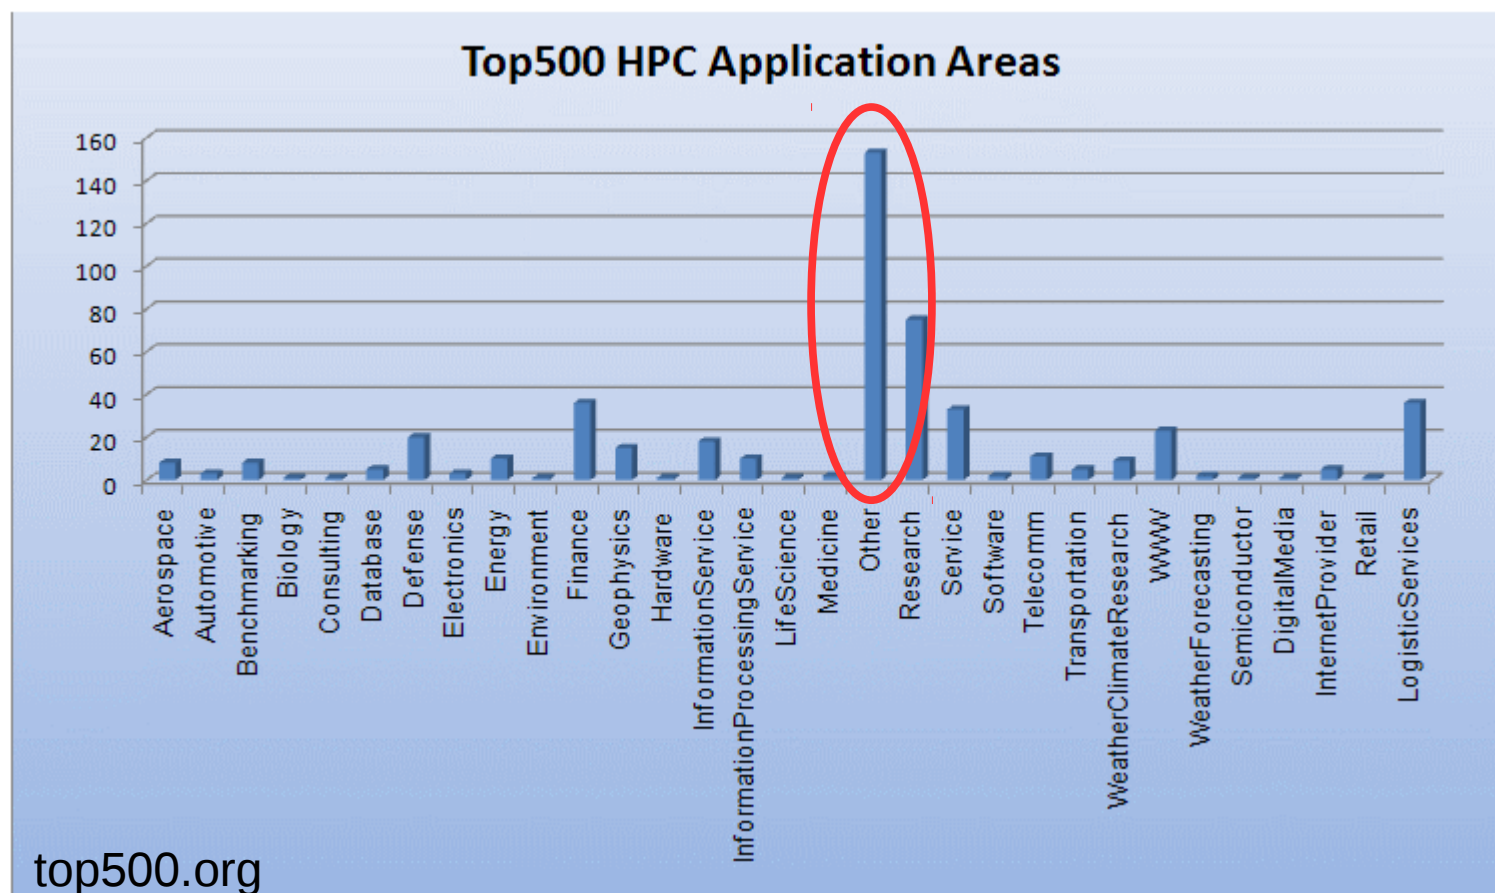 Top500 HPC Application Areas
160
140
120
100
80
60
40
20
0
Aerospace
Automotive
Benchmarking
Biology
Consulting
Database
Defense
Electronics
Energy
Environment
Finance
Geophysics
Hardware
InformationService
InformationProcessingService
LifeScience
Medicine
Other
Research
Service
Software
Telecomm
Transportation
WeatherClimateResearch
WWW
WeatherForecasting
Semiconductor
DigitalMedia
InternetProvider
Retail
LogisticServices
top500.org